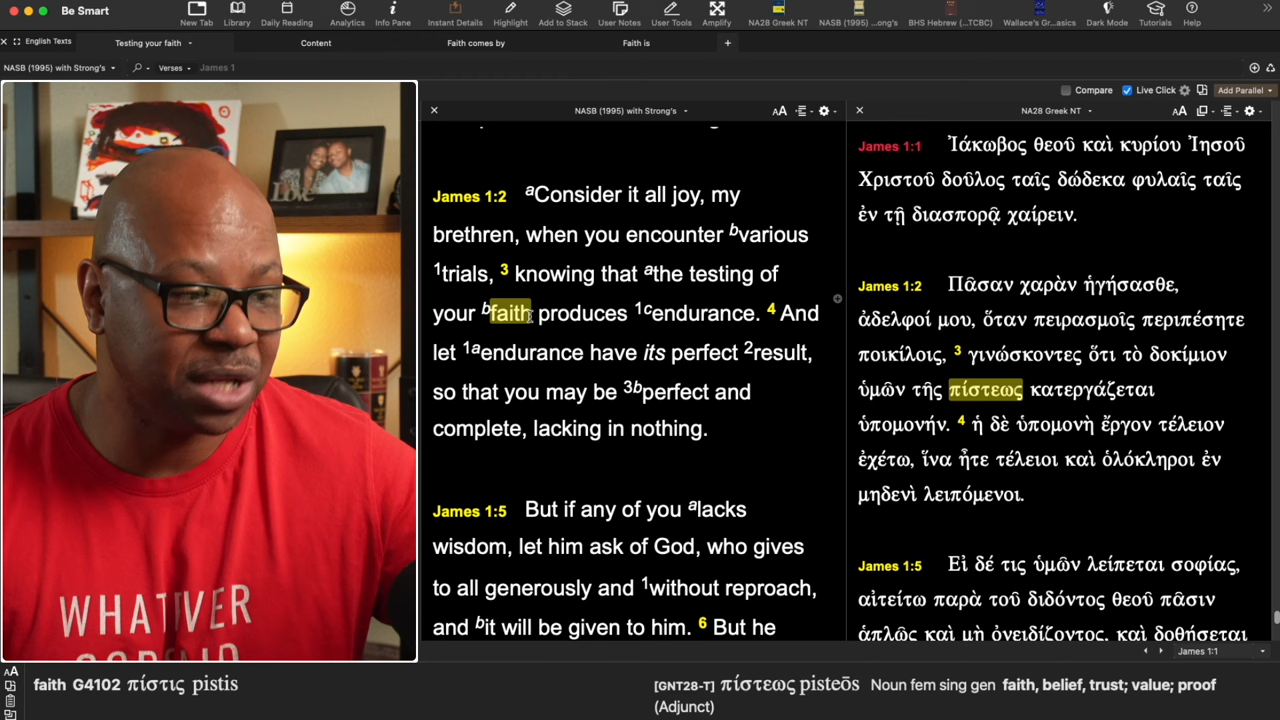 Be Smart
New Tab Library Daily Reading Analytics Info Pane Instant Details Highlight Add to Stack User Notes User Tools Amplify NA28 Greek NT NASB (1995) ...ong's BHS Hebrew (...TCBC) Wallace's Gr...asics Dark Mode Tutorials Help
English Texts Testing your faith Content Faith comes by Faith is
NASB (1995) with Strong's Verses James 1
Compare Live Click Add Parallel
NASB (1995) with Strong's
James 1:2 aConsider it all joy, my
brethren, when you encounter bvarious
1trials, 3 knowing that athe testing of
your bfaith produces 1cendurance. 4 And
let 1aendurance have its perfect 2result,
so that you may be 3bperfect and
complete, lacking in nothing.
James 1:5 But if any of you alacks
wisdom, let him ask of God, who gives
to all generously and 1without reproach,
and bit will be given to him. 6 But he
NA28 Greek NT
James 1:1 Ἰάκωβος θεοῦ καὶ κυρίου Ἰησοῦ
Χριστοῦ δοῦλος ταῖς δώδεκα φυλαῖς ταῖς
ἐν τῇ διασπορᾷ χαίρειν.
James 1:2 Πᾶσαν χαρὰν ἡγήσασθε,
ἀδελφοί μου, ὅταν πειρασμοῖς περιπέσητε
ποικίλοις, 3 γινώσκοντες ὅτι τὸ δοκίμιον
ὑμῶν τῆς πίστεως κατεργάζεται
ὑπομονήν. 4 ἡ δὲ ὑπομονὴ ἔργον τέλειον
ἐχέτω, ἵνα ἦτε τέλειοι καὶ ὁλόκληροι ἐν
μηδενὶ λειπόμενοι.
James 1:5 Εἰ δέ τις ὑμῶν λείπεται σοφίας,
αἰτείτω παρὰ τοῦ διδόντος θεοῦ πᾶσιν
ἁπλῶς καὶ μὴ ὀνειδίζοντος, καὶ δοθήσεται
James 1:1
Love
WHATEVER
faith G4102 πίστις pistis
[GNT28-T] πίστεως pisteōs Noun fem sing gen faith, belief, trust; value; proof
(Adjunct)